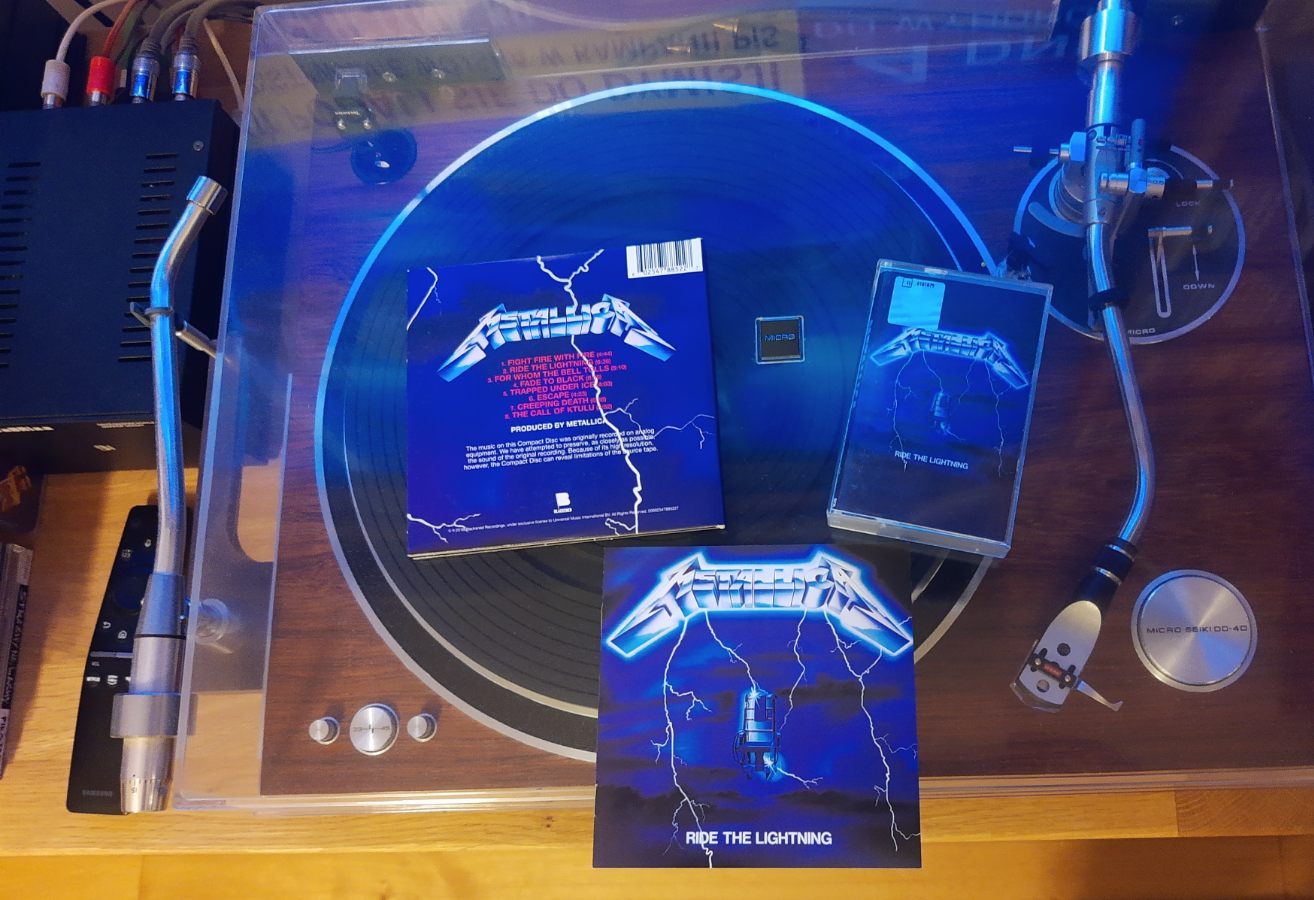 METALLICA
1. FIGHT FIRE WITH FIRE (4:44)
2. RIDE THE LIGHTNING (6:36)
3. FOR WHOM THE BELL TOLLS (5:10)
4. FADE TO BLACK
5. TRAPPED UNDER ICE (4:03)
6. ESCAPE (4:23)
7. CREEPING DEATH
8. THE CALL OF KTULU
PRODUCED BY METALLICA
The music on this Compact Disc was originally recorded on analog
equipment. We have attempted to preserve, as closely as possible,
the sound of the original recording. Because of its high resolution,
however, the Compact Disc can reveal limitations of the source tape.
BLACKENED
MICRO
METALLICA
RIDE THE LIGHTNING
METALLICA
RIDE THE LIGHTNING
LOCK
DOWN
MICRO
MICRO SEIKI DD-40
33 45
SAMSUNG